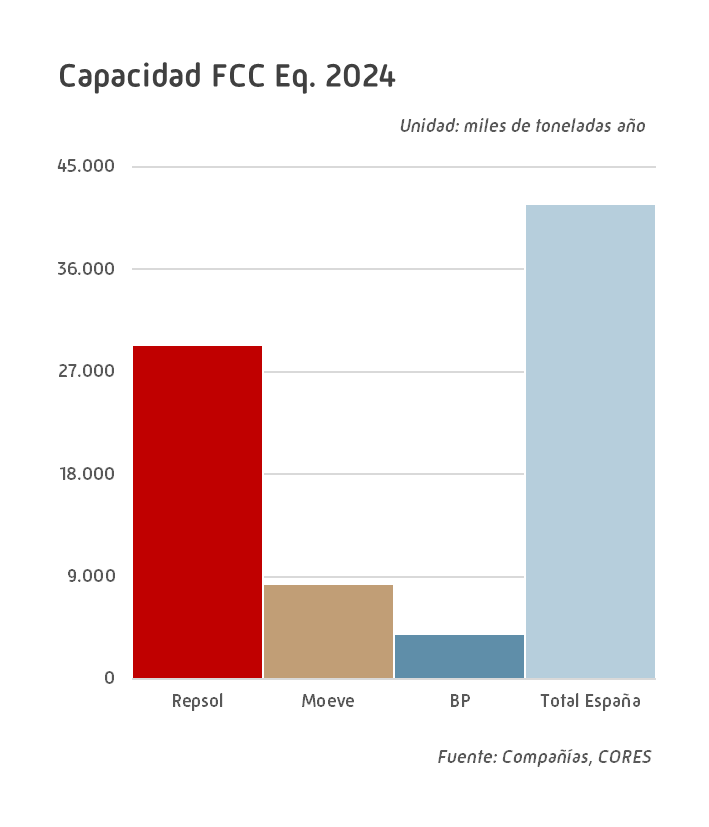 Capacidad FCC Eq. 2024
Unidad: miles de toneladas año
45.000
36.000
27.000
18.000
9.000
0
Repsol Moeve BP Total España
Fuente: Compañías, CORES